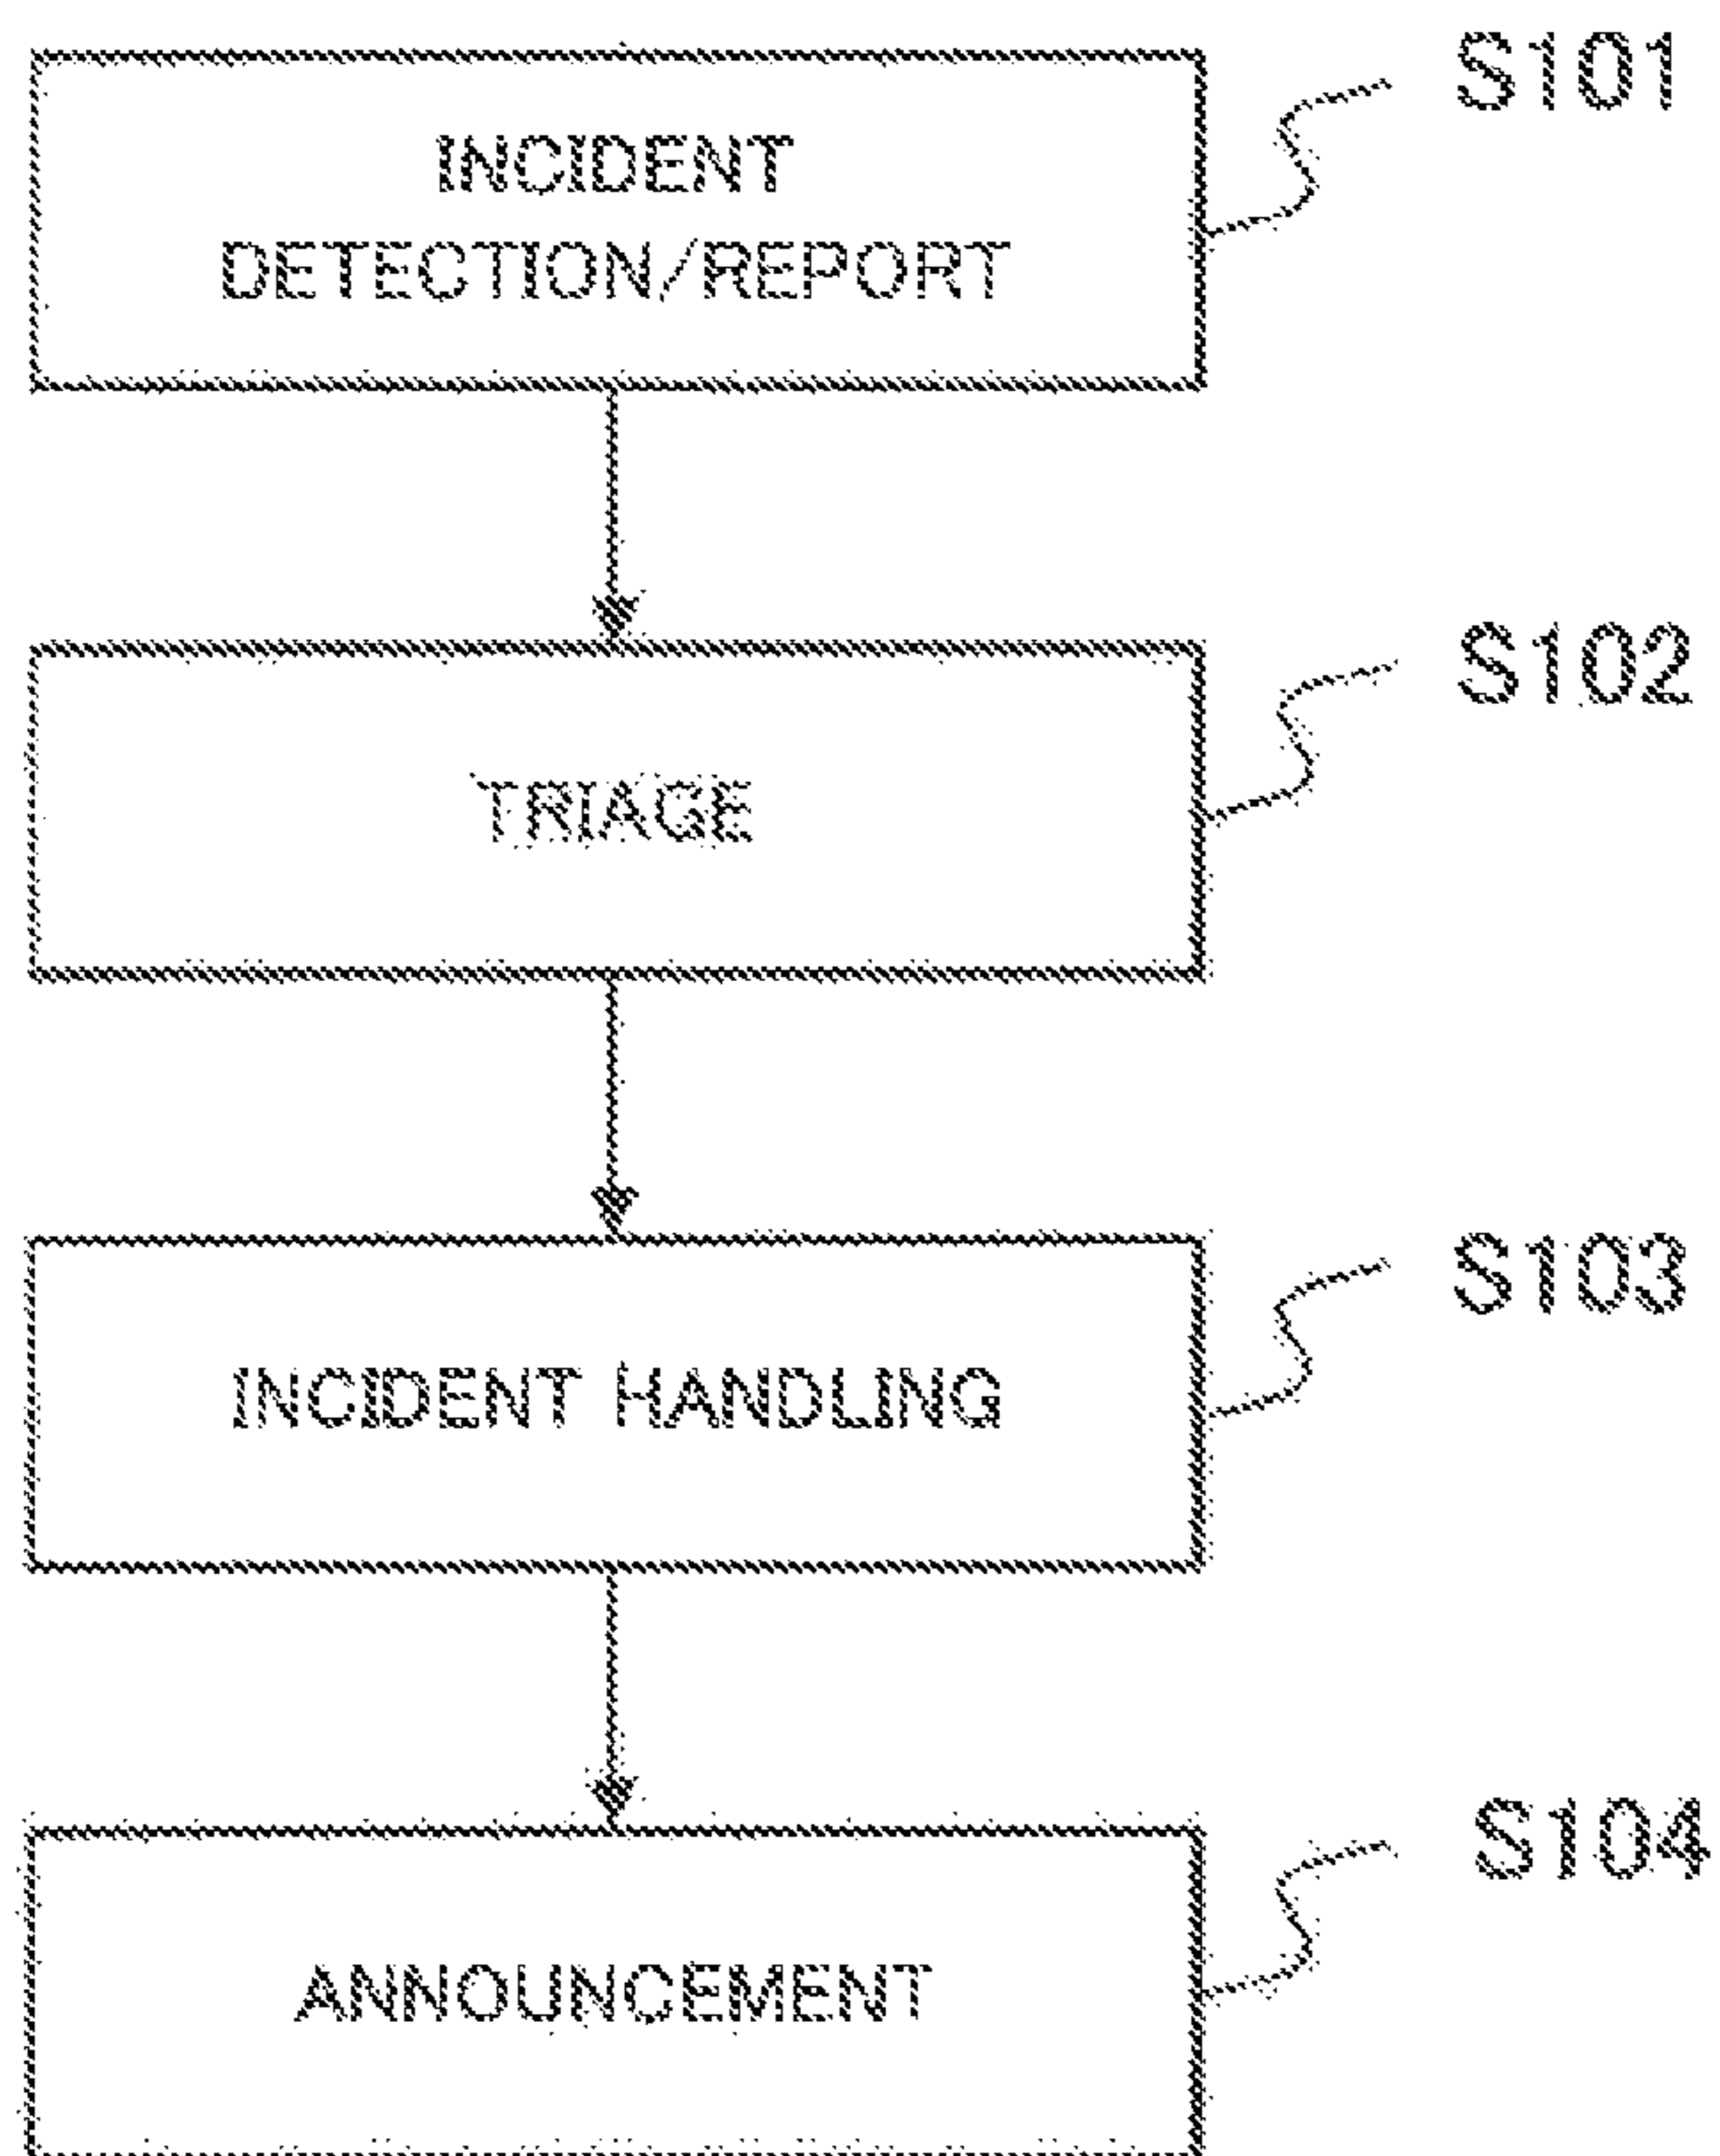 INCIDENT
DETECTION/REPORT
S101
TRIAGE
S102
INCIDENT HANDLING
S103
ANNOUNCEMENT
S104